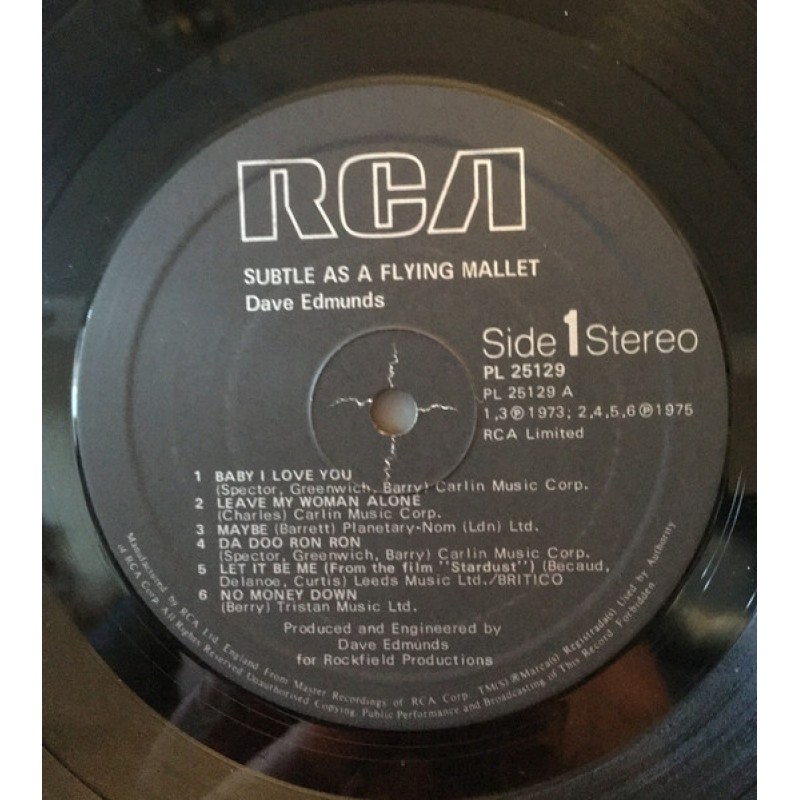 RCA
SUBTLE AS A FLYING MALLET
Dave Edmunds
Side 1 Stereo
PL 25129
PL 25129 A
1,3 Ⓟ 1973; 2,4,5,6 Ⓟ 1975
RCA Limited
1 BABY I LOVE YOU
(Spector, Greenwich, Barry) Carlin Music Corp.
2 LEAVE MY WOMAN ALONE
(Charles) Carlin Music Corp.
3 MAYBE (Barrett) Planetary-Nom (Ldn) Ltd.
4 DA DOO RON RON
(Spector, Greenwich, Barry) Carlin Music Corp.
5 LET IT BE ME (From the film "Stardust") (Becaud,
Delanoe, Curtis) Leeds Music Ltd./BRITICO
6 NO MONEY DOWN
(Berry) Tristan Music Ltd.
Produced and Engineered by
Dave Edmunds
for Rockfield Productions
Manufactured by RCA Ltd. England From Master Recordings of RCA Corp. TM(S)®Marca(s) Registrada(s) Used by Authority
of RCA Corp. All Rights Reserved Unauthorised Copying, Public Performance and Broadcasting of This Record Forbidden